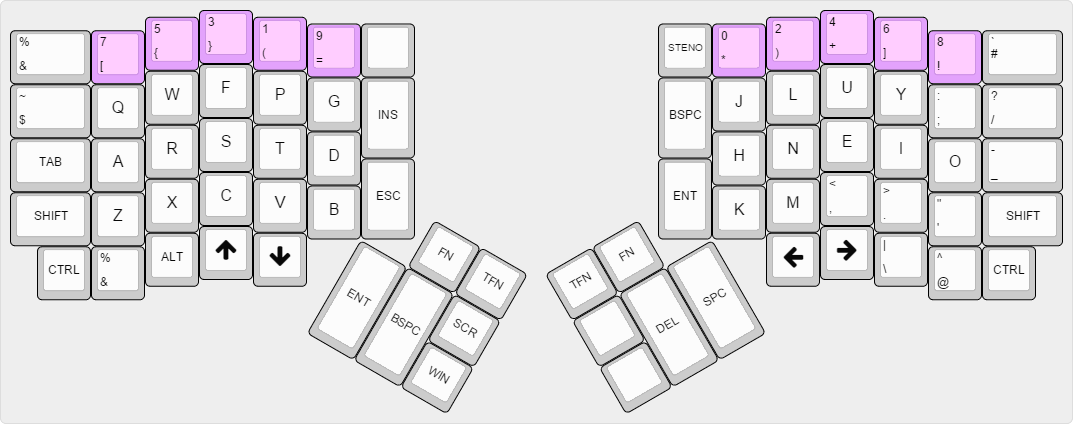 % 7 5 3 1 9
& [ { } ( =
STENO 0 2 4 6 8 ` #
* ) + ] !
~ Q W F P G INS
$
BSPC J L U Y : ?
; /
TAB A R S T D
H N E I O -
_
SHIFT Z X C V B ESC
ENT K M < > " SHIFT
, . '
CTRL % ALT ↑ ↓
&
← → | ^ CTRL
\ @
FN TFN
ENT BSPC SCR
WIN
FN
TFN DEL SPC